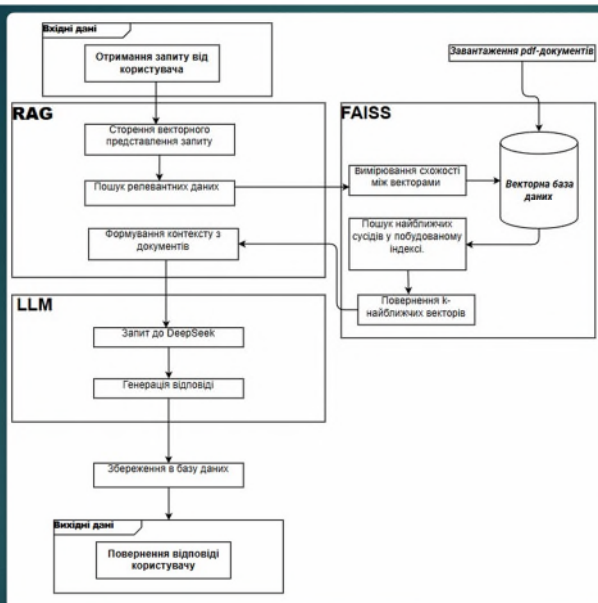 Вхідні дані
Отримання запиту від
користувача
Завантаження pdf-документів
RAG
Сторення векторного
представлення запиту
Пошук релевантних даних
Формування контексту з
документів
FAISS
Вимірювання схожості
між векторами
Векторна база
даних
Пошук найближчих
сусідів у побудованому
індексі.
Повернення k-
найближчих векторів
LLM
Запит до DeepSeek
Генерація відповіді
Збереження в базу даних
Вихідні дані
Повернення відповіді
користувачу